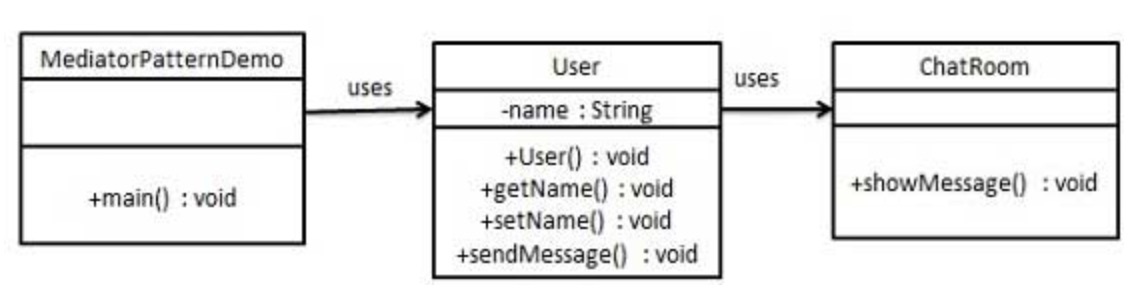 MediatorPatternDemo
+main() : void
uses
User
-name : String
+User() : void
+getName() : void
+setName() : void
+sendMessage() : void
uses
ChatRoom
+showMessage() : void